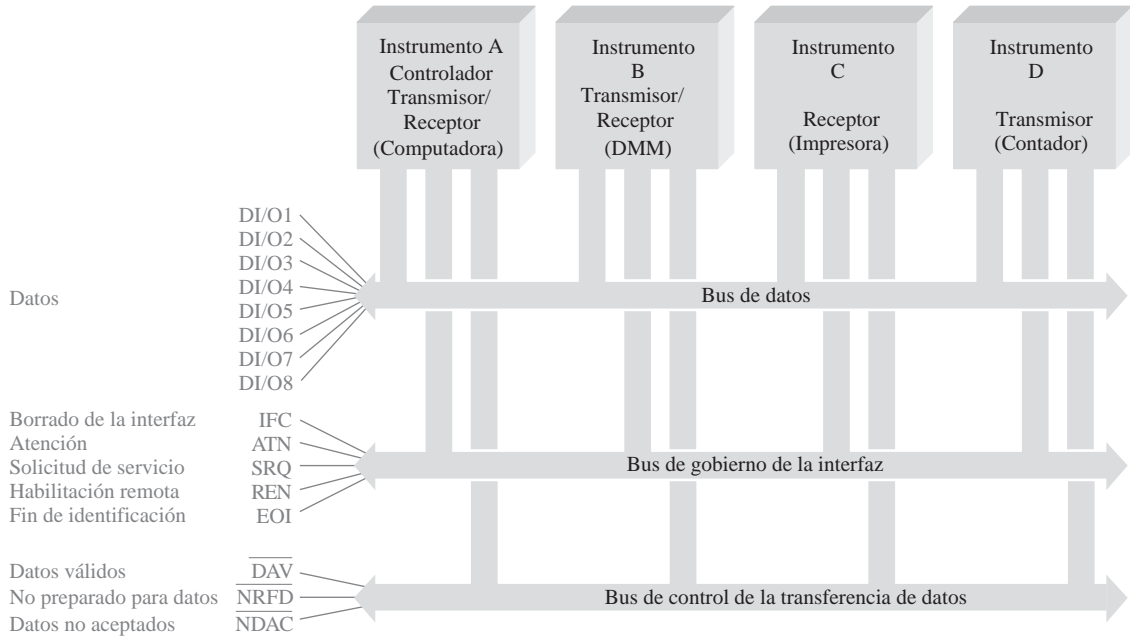 Instrumento A
Controlador
Transmisor/
Receptor
(Computadora)
Instrumento
B
Transmisor/
Receptor
(DMM)
Instrumento
C
Receptor
(Impresora)
Instrumento
D
Transmisor
(Contador)
DI/O1
DI/O2
DI/O3
DI/O4
DI/O5
DI/O6
DI/O7
DI/O8
Datos
Bus de datos
Borrado de la interfaz IFC
Atención ATN
Solicitud de servicio SRQ
Habilitación remota REN
Fin de identificación EOI
Bus de gobierno de la interfaz
Datos válidos D̅A̅V̅
No preparado para datos N̅R̅F̅D̅
Datos no aceptados N̅D̅A̅C̅
Bus de control de la transferencia de datos